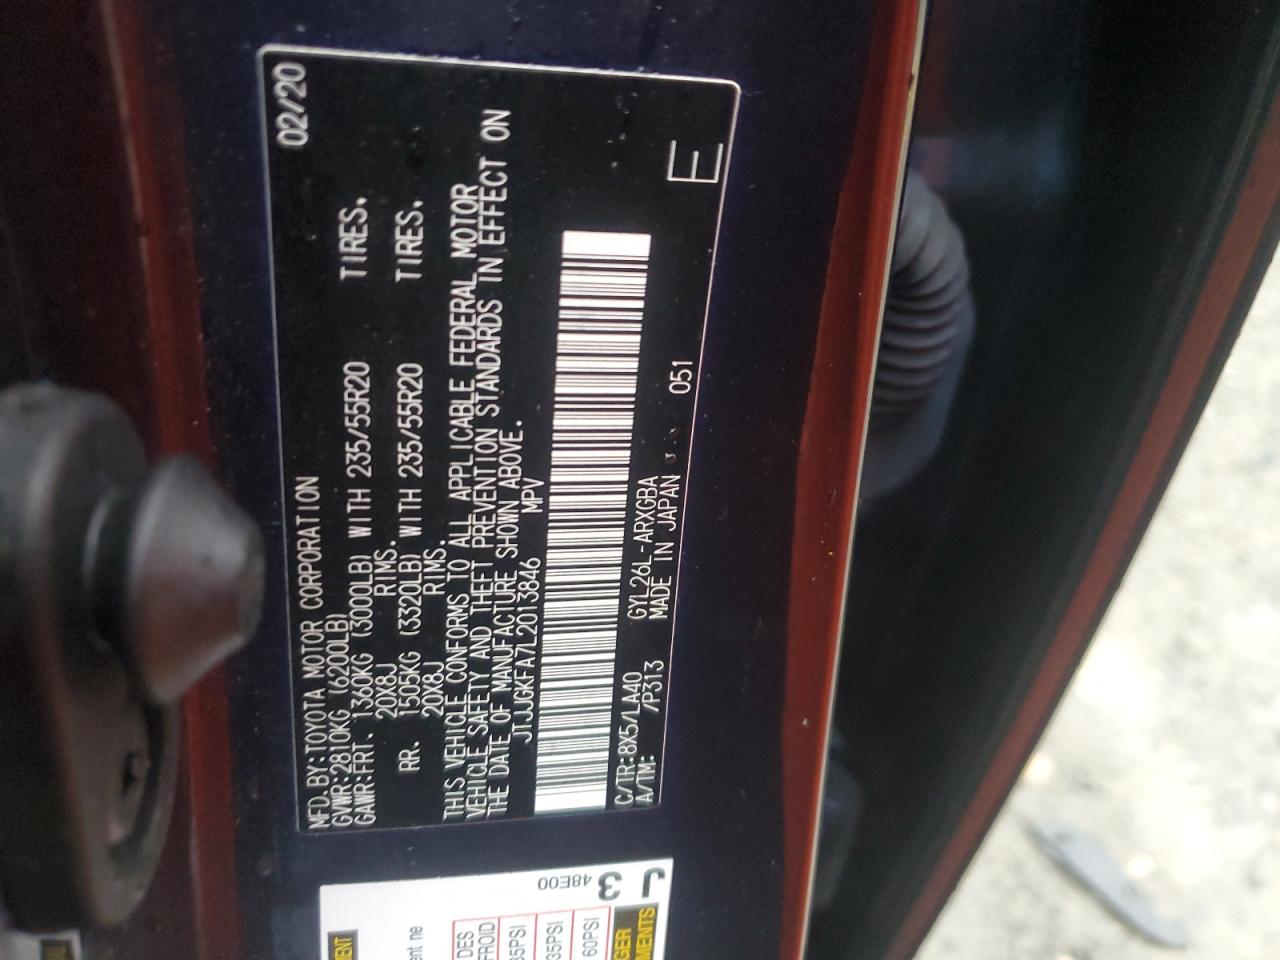 02/20
MFD.BY:TOYOTA MOTOR CORPORATION
GVWR:2810KG (6200LB)
GAWR:FRT. 1360KG (3000LB) WITH 235/55R20 TIRES.
20X8J RIMS.
RR. 1505KG (3320LB) WITH 235/55R20 TIRES.
20X8J RIMS.
THIS VEHICLE CONFORMS TO ALL APPLICABLE FEDERAL MOTOR
VEHICLE SAFETY AND THEFT PREVENTION STANDARDS IN EFFECT ON
THE DATE OF MANUFACTURE SHOWN ABOVE.
JTJJGKFA7L2013846 MPV
C/TR:8X5/LA40 GYL26L-ARXGBA 051
A/TM: /P313 MADE IN JAPAN
E
J
3
48E00
DES
FROID
35PSI
35PSI
60PSI